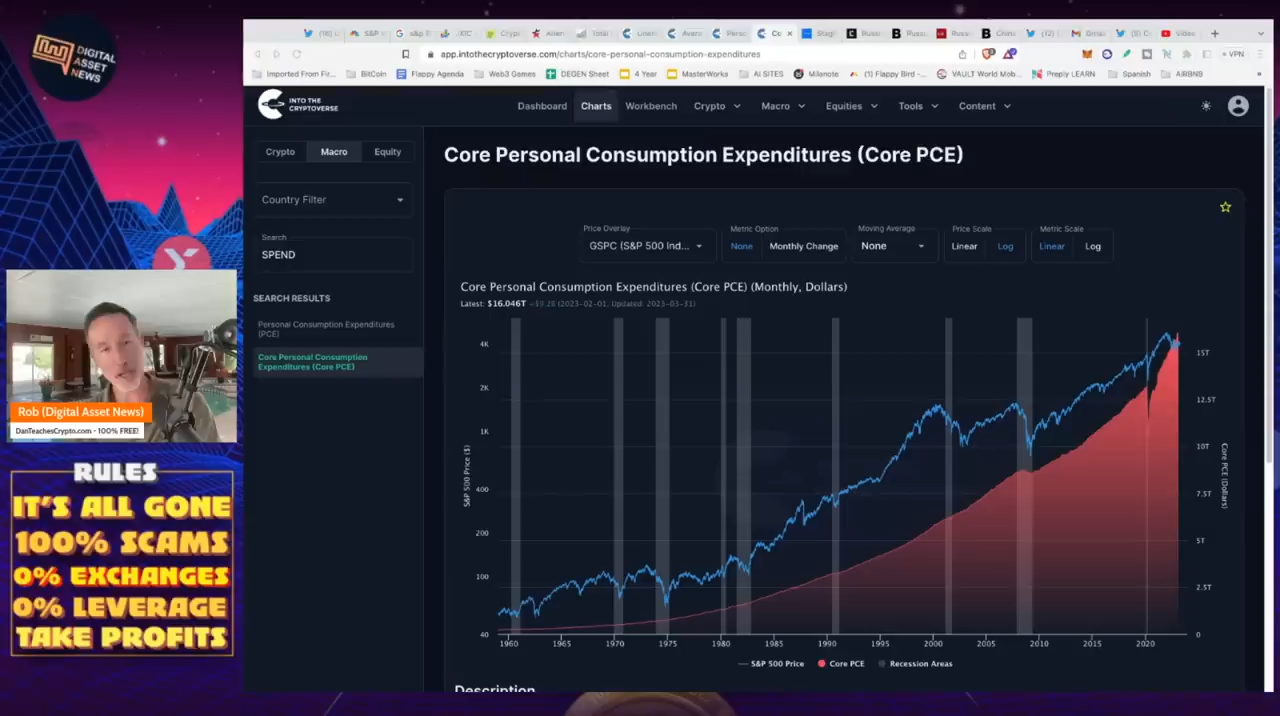 DIGITAL
ASSET
NEWS
app.intothecryptoverse.com/charts/core-personal-consumption-expenditures
VPN
Imported From Fir...
BitCoin
Flappy Agenda
Web3 Games
DEGEN Sheet
4 Year
MasterWorks
AI SITES
Milanote
(1) Flappy Bird -...
VAULT World Mob...
Preply LEARN
Spanish
AIRBNB
INTO THE
CRYPTOVERSE
Dashboard
Charts
Workbench
Crypto
Macro
Equities
Tools
Content
Crypto
Macro
Equity
Country Filter
Search
SPEND
SEARCH RESULTS
Personal Consumption Expenditures
(PCE)
Core Personal Consumption
Expenditures (Core PCE)
Core Personal Consumption Expenditures (Core PCE)
Price Overlay
GSPC (S&P 500 Ind...
Metric Option
None
Monthly Change
Moving Average
None
Price Scale
Linear
Log
Metric Scale
Linear
Log
Core Personal Consumption Expenditures (Core PCE) (Monthly, Dollars)
Latest: $16.046T
(2023-02-01, Updated: 2023-03-31)
4K
2K
1K
400
200
100
40
S&P 500 Price ($)
15T
12.5T
10T
7.5T
5T
2.5T
0
Core PCE (Dollars)
1960
1965
1970
1975
1980
1985
1990
1995
2000
2005
2010
2015
2020
S&P 500 Price
Core PCE
Recession Areas
Description
Rob (Digital Asset News)
DanTeachesCrypto.com - 100% FREE!
RULES
IT'S ALL GONE
100% SCAMS
0% EXCHANGES
0% LEVERAGE
TAKE PROFITS